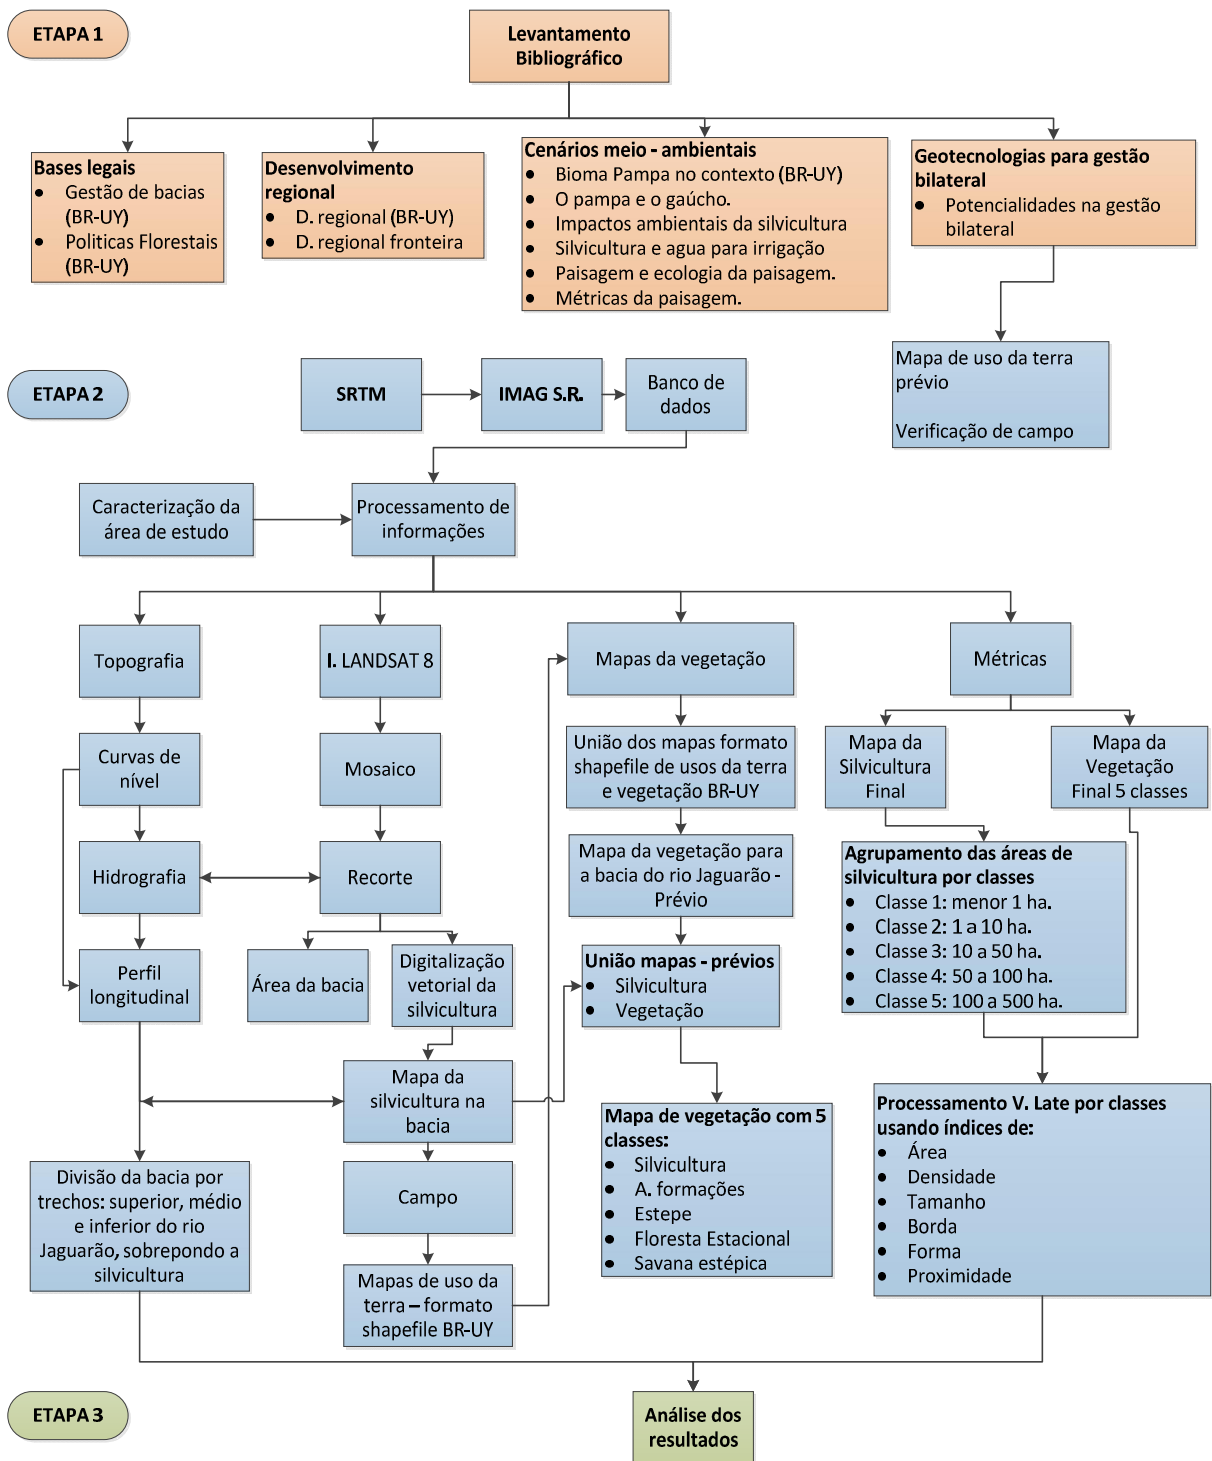 ETAPA 1
Levantamento
Bibliográfico
Bases legais
• Gestão de bacias
(BR-UY)
• Politicas Florestais
(BR-UY)
Desenvolvimento
regional
• D. regional (BR-UY)
• D. regional fronteira
Cenários meio - ambientais
• Bioma Pampa no contexto (BR-UY)
• O pampa e o gaúcho.
• Impactos ambientais da silvicultura
• Silvicultura e agua para irrigação
• Paisagem e ecologia da paisagem.
• Métricas da paisagem.
Geotecnologias para gestão
bilateral
• Potencialidades na gestão
bilateral
Mapa de uso da terra
prévio
Verificação de campo
ETAPA 2
SRTM
IMAG S.R.
Banco de
dados
Caracterização da
área de estudo
Processamento de
informações
Topografia
I. LANDSAT 8
Mapas da vegetação
Métricas
Curvas de
nível
Mosaico
União dos mapas formato
shapefile de usos da terra
e vegetação BR-UY
Mapa da
Silvicultura
Final
Mapa da
Vegetação
Final 5 classes
Hidrografia
Recorte
Mapa da vegetação para
a bacia do rio Jaguarão -
Prévio
Agrupamento das áreas de
silvicultura por classes
• Classe 1: menor 1 ha.
• Classe 2: 1 a 10 ha.
• Classe 3: 10 a 50 ha.
• Classe 4: 50 a 100 ha.
• Classe 5: 100 a 500 ha.
Perfil
longitudinal
Área da bacia
Digitalização
vetorial da
silvicultura
União mapas - prévios
• Silvicultura
• Vegetação
Mapa da
silvicultura na
bacia
Mapa de vegetação com 5
classes:
• Silvicultura
• A. formações
• Estepe
• Floresta Estacional
• Savana estépica
Processamento V. Late por classes
usando índices de:
• Área
• Densidade
• Tamanho
• Borda
• Forma
• Proximidade
Divisão da bacia por
trechos: superior, médio
e inferior do rio
Jaguarão, sobrepondo a
silvicultura
Campo
Mapas de uso da
terra – formato
shapefile BR-UY
ETAPA 3
Análise dos
resultados